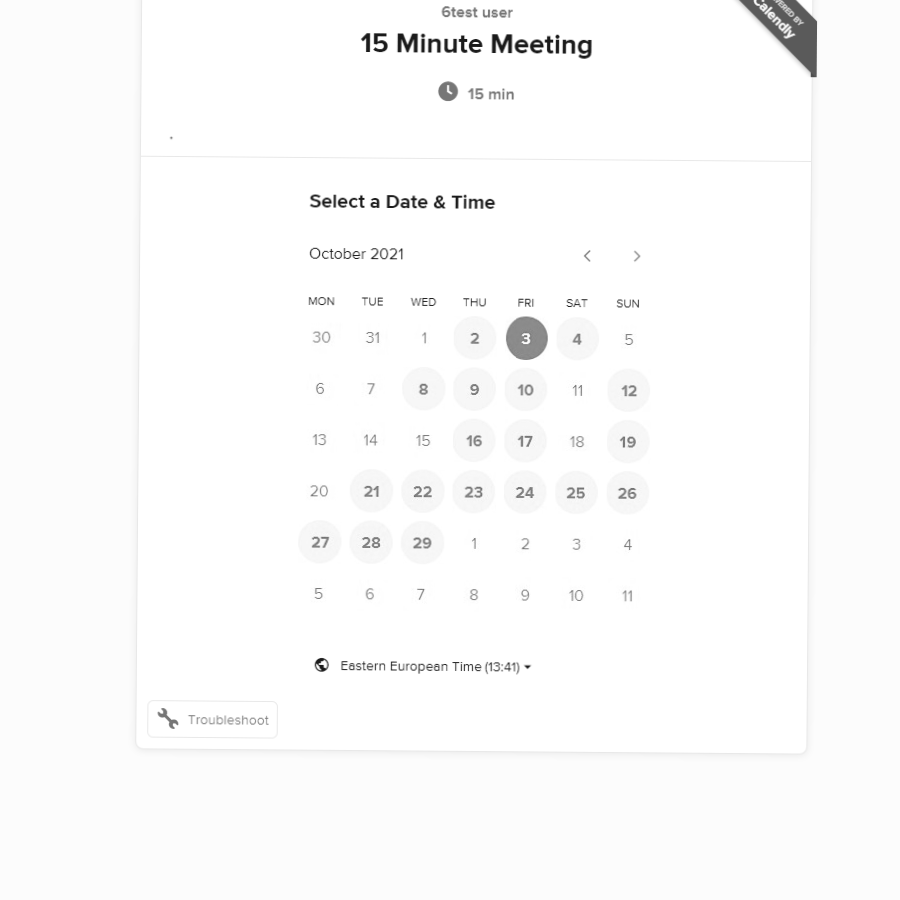 6test user
15 Minute Meeting
15 min
Calendly
Select a Date & Time
October 2021
MON TUE WED THU FRI SAT SUN
30 31 1 2 3 4 5
6 7 8 9 10 11 12
13 14 15 16 17 18 19
20 21 22 23 24 25 26
27 28 29 1 2 3 4
5 6 7 8 9 10 11
Eastern European Time (13:41)
Troubleshoot